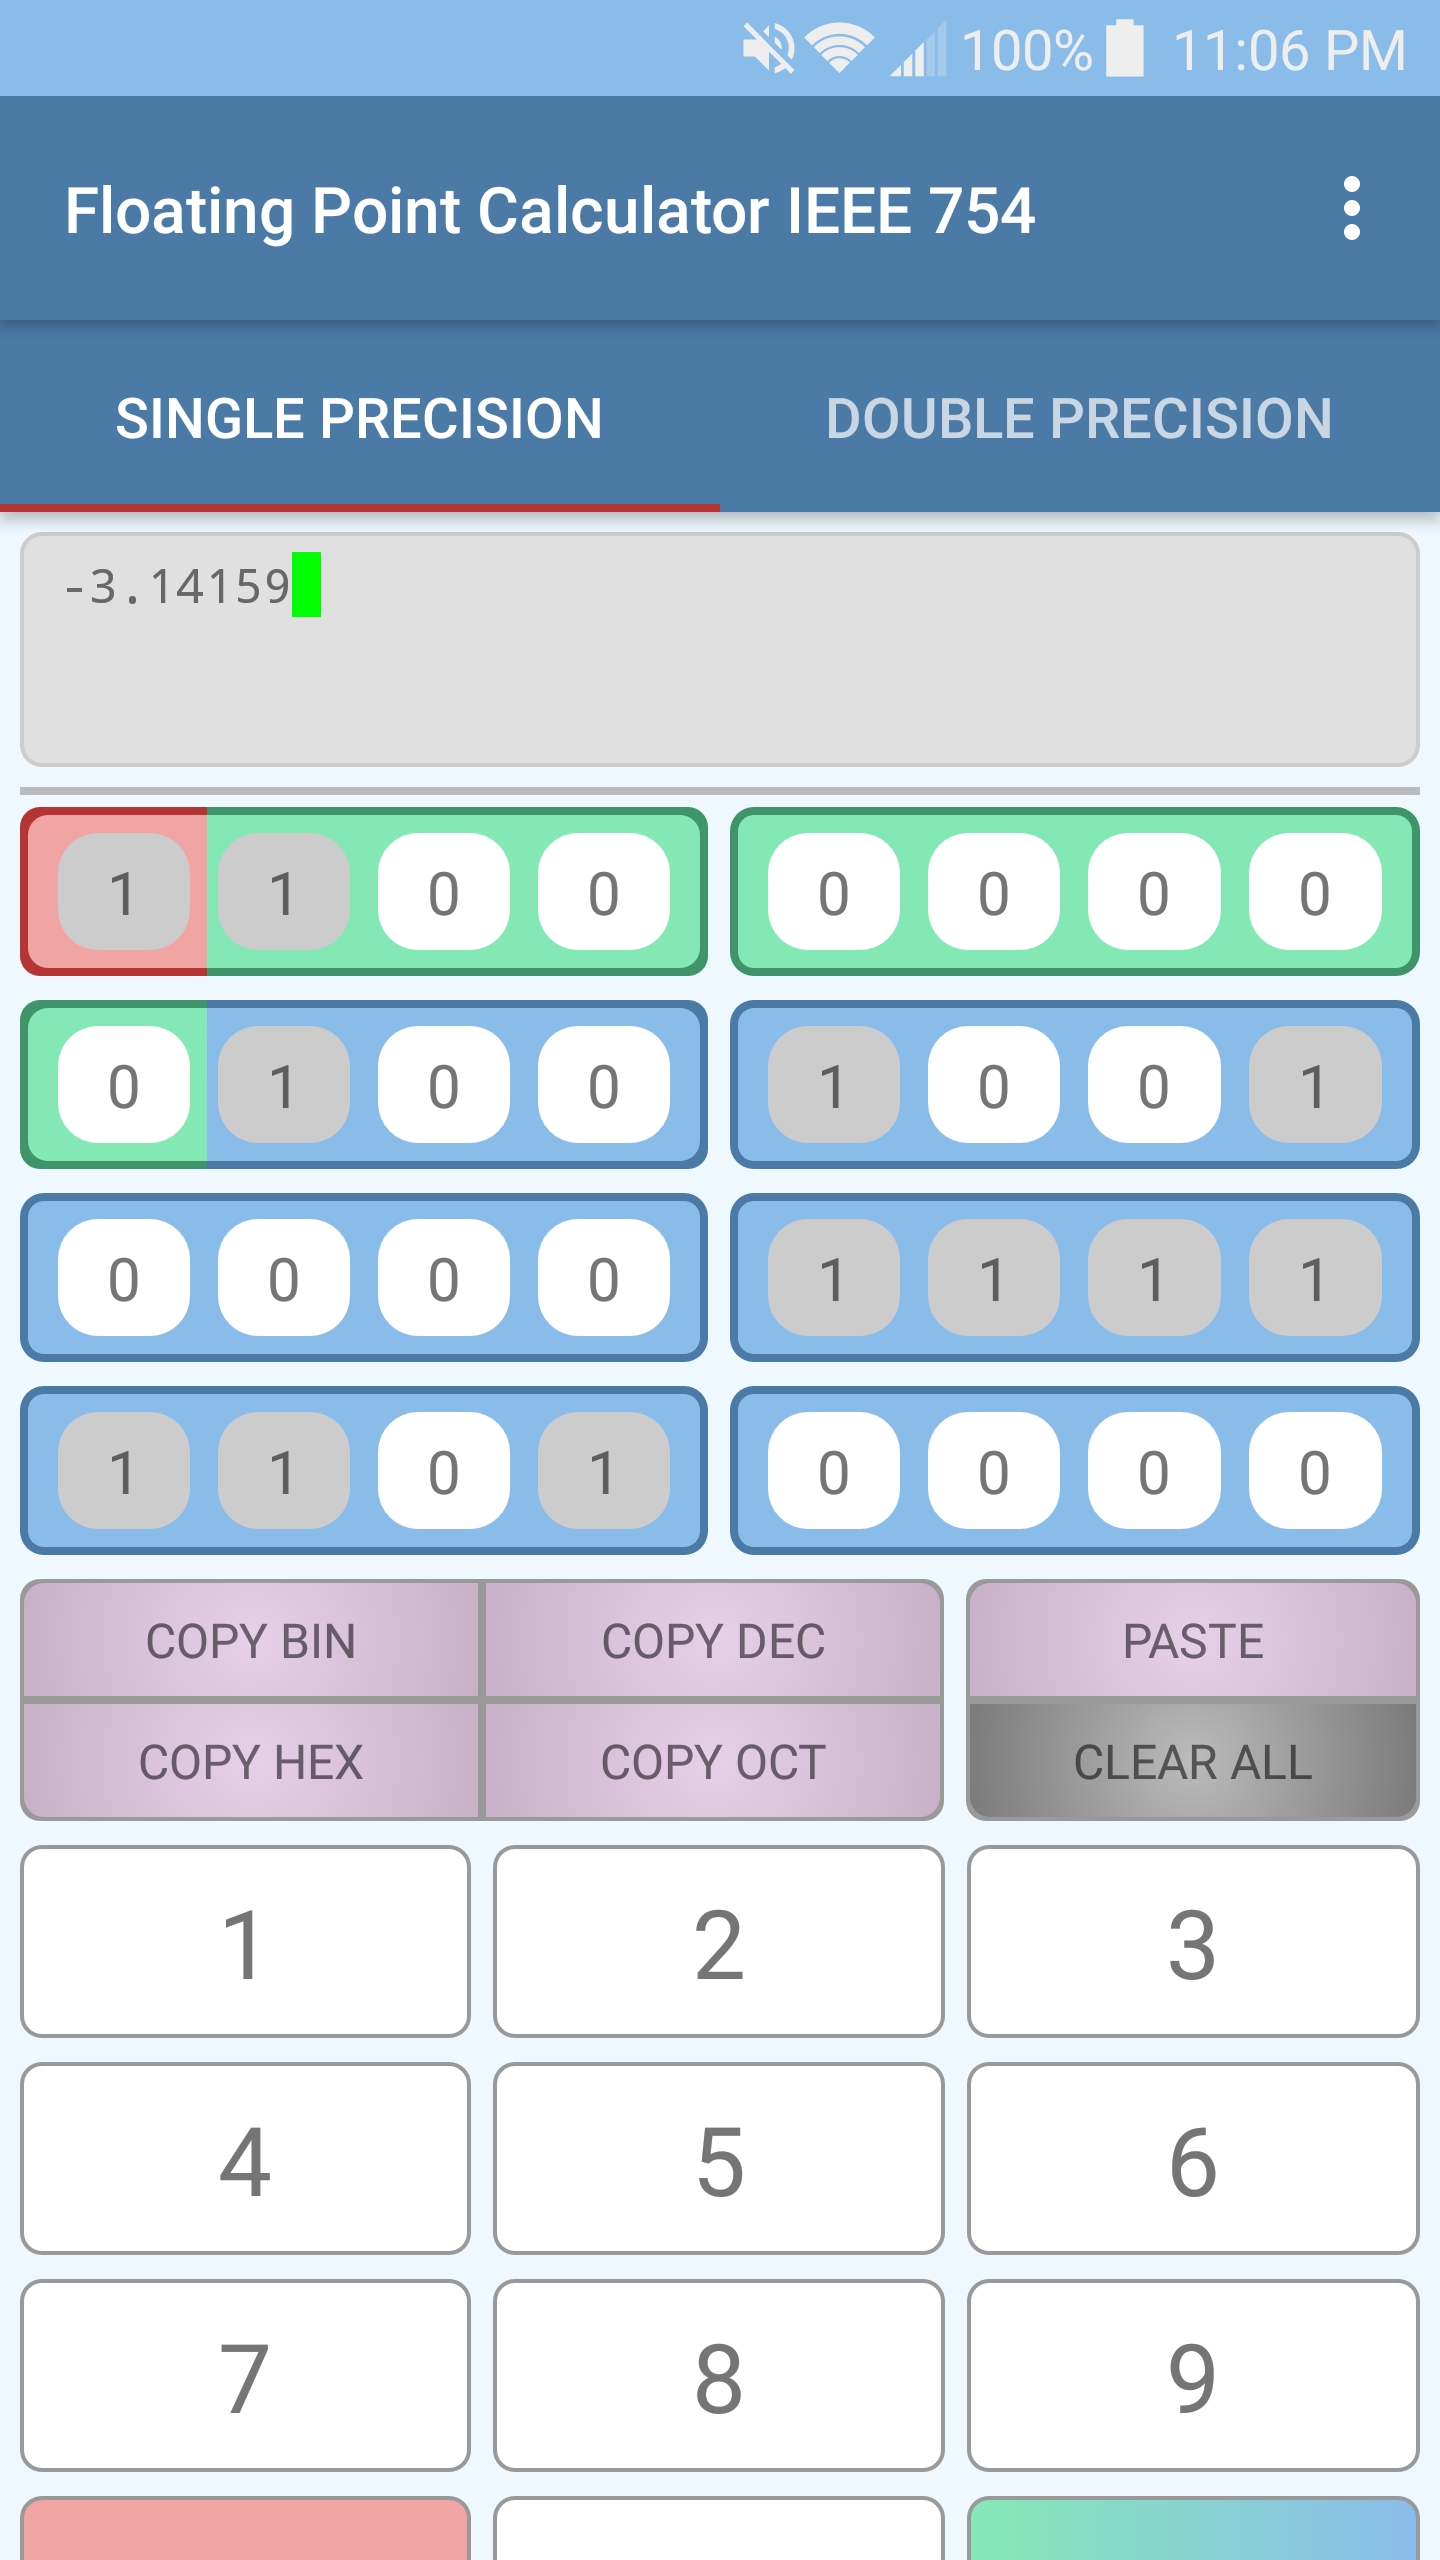 100% 11:06 PM
Floating Point Calculator IEEE 754
SINGLE PRECISION DOUBLE PRECISION
-3.14159
1 1 0 0 0 0 0 0
0 1 0 0 1 0 0 1
0 0 0 0 1 1 1 1
1 1 0 1 0 0 0 0
COPY BIN COPY DEC PASTE
COPY HEX COPY OCT CLEAR ALL
1 2 3
4 5 6
7 8 9